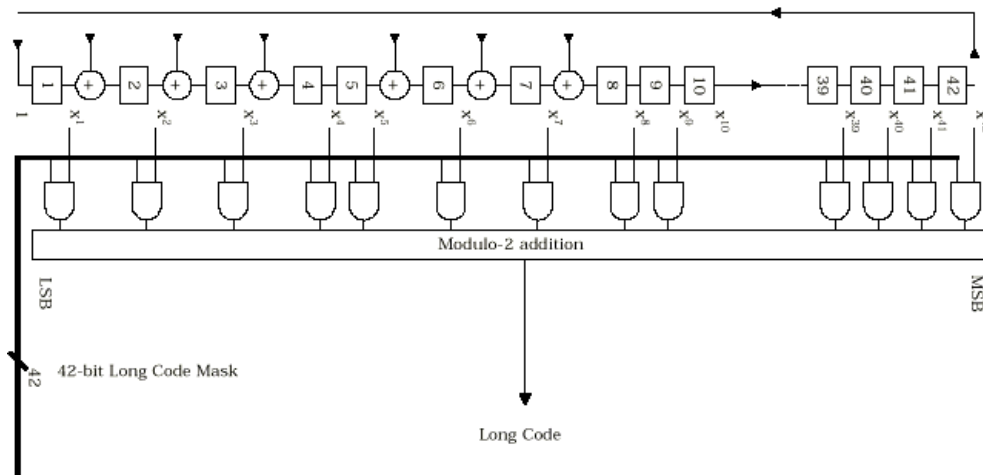 1 + 2 + 3 + 4 5 + 6 + 7 + 8 9 10 39 40 41 42
1 x¹ x² x³ x⁴ x⁵ x⁶ x⁷ x⁸ x⁹ x¹⁰ x³⁹ x⁴⁰ x⁴¹
Modulo-2 addition
LSB MSB
42 42-bit Long Code Mask
Long Code